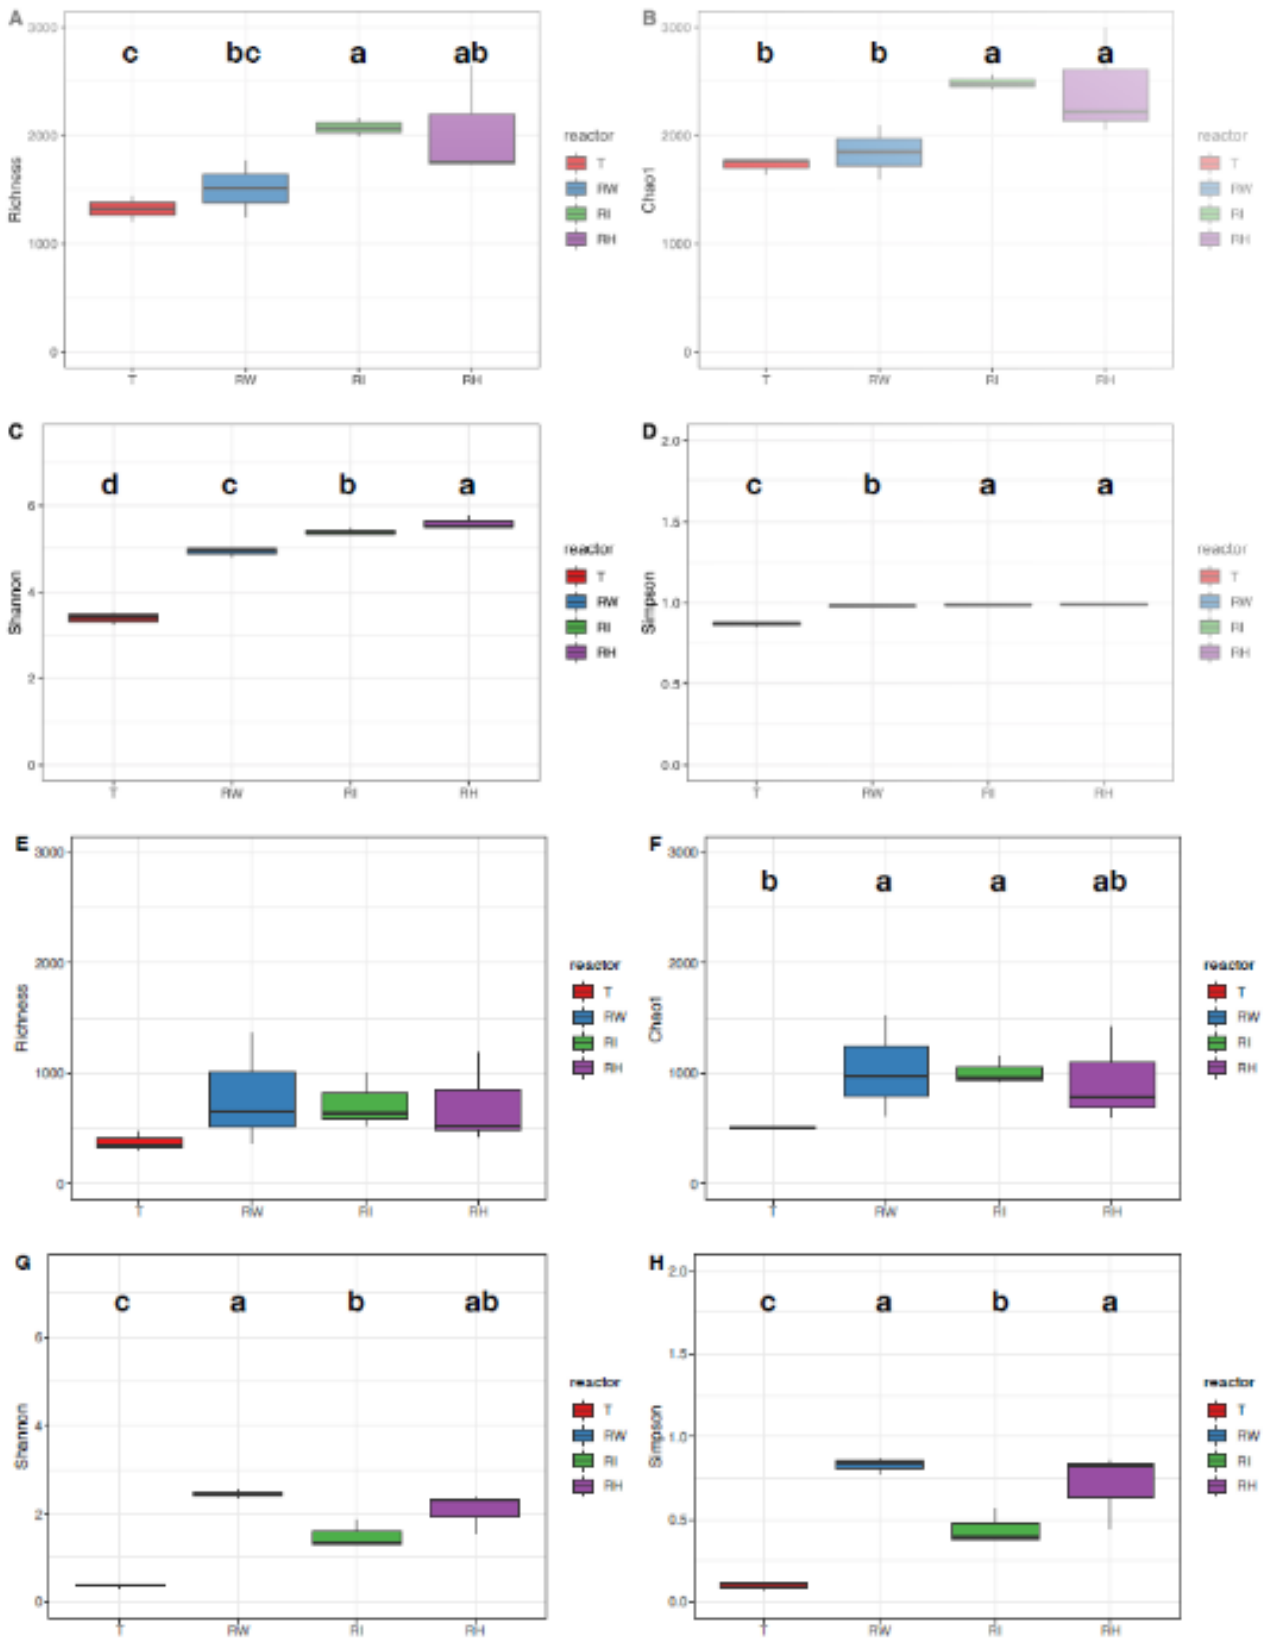 A
3000
2000
1000
0
Richness
c bc a ab
T RW RI RH
reactor
T
RW
RI
RH
B
3000
2000
1000
0
Chao1
b b a a
T RW RI RH
reactor
T
RW
RI
RH
C
6
4
2
0
Shannon
d c b a
T RW RI RH
reactor
T
RW
RI
RH
D
2.0
1.5
1.0
0.5
0.0
Simpson
c b a a
T RW RI RH
reactor
T
RW
RI
RH
E
3000
2000
1000
0
Richness
T RW RI RH
reactor
T
RW
RI
RH
F
3000
2000
1000
0
Chao1
b a a ab
T RW RI RH
reactor
T
RW
RI
RH
G
6
4
2
0
Shannon
c a b ab
T RW RI RH
reactor
T
RW
RI
RH
H
2.0
1.5
1.0
0.5
0.0
Simpson
c a b a
T RW RI RH
reactor
T
RW
RI
RH